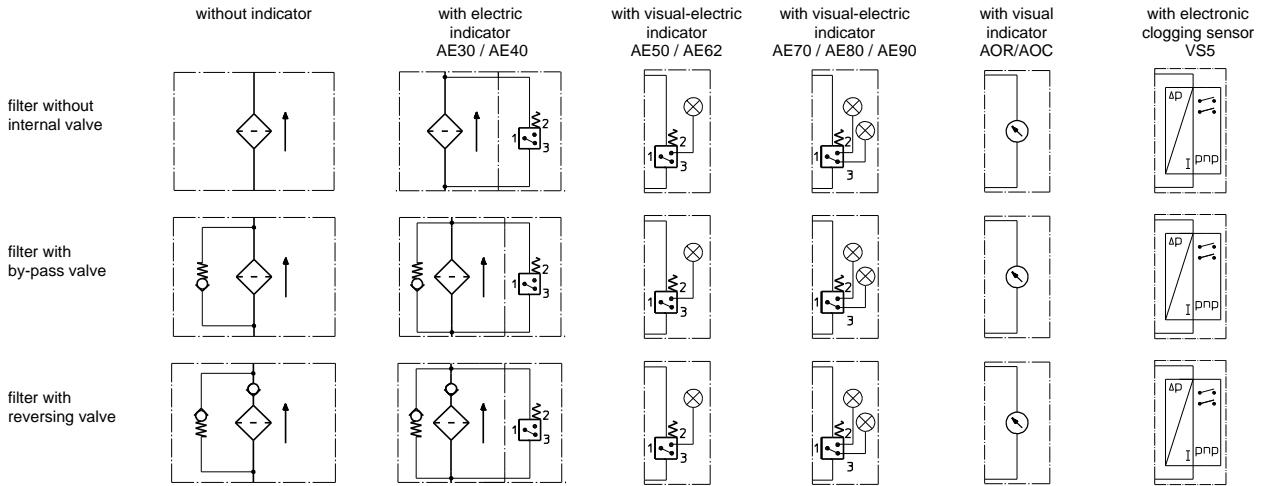 without indicator
with electric
indicator
AE30 / AE40
with visual-electric
indicator
AE50 / AE62
with visual-electric
indicator
AE70 / AE80 / AE90
with visual
indicator
AOR/AOC
with electronic
clogging sensor
VS5
filter without
internal valve
1 2 3
1 2 3
1 2 3
Δp
I pnp
filter with
by-pass valve
1 2 3
1 2 3
1 2 3
Δp
I pnp
filter with
reversing valve
1 2 3
1 2 3
1 2 3
Δp
I pnp